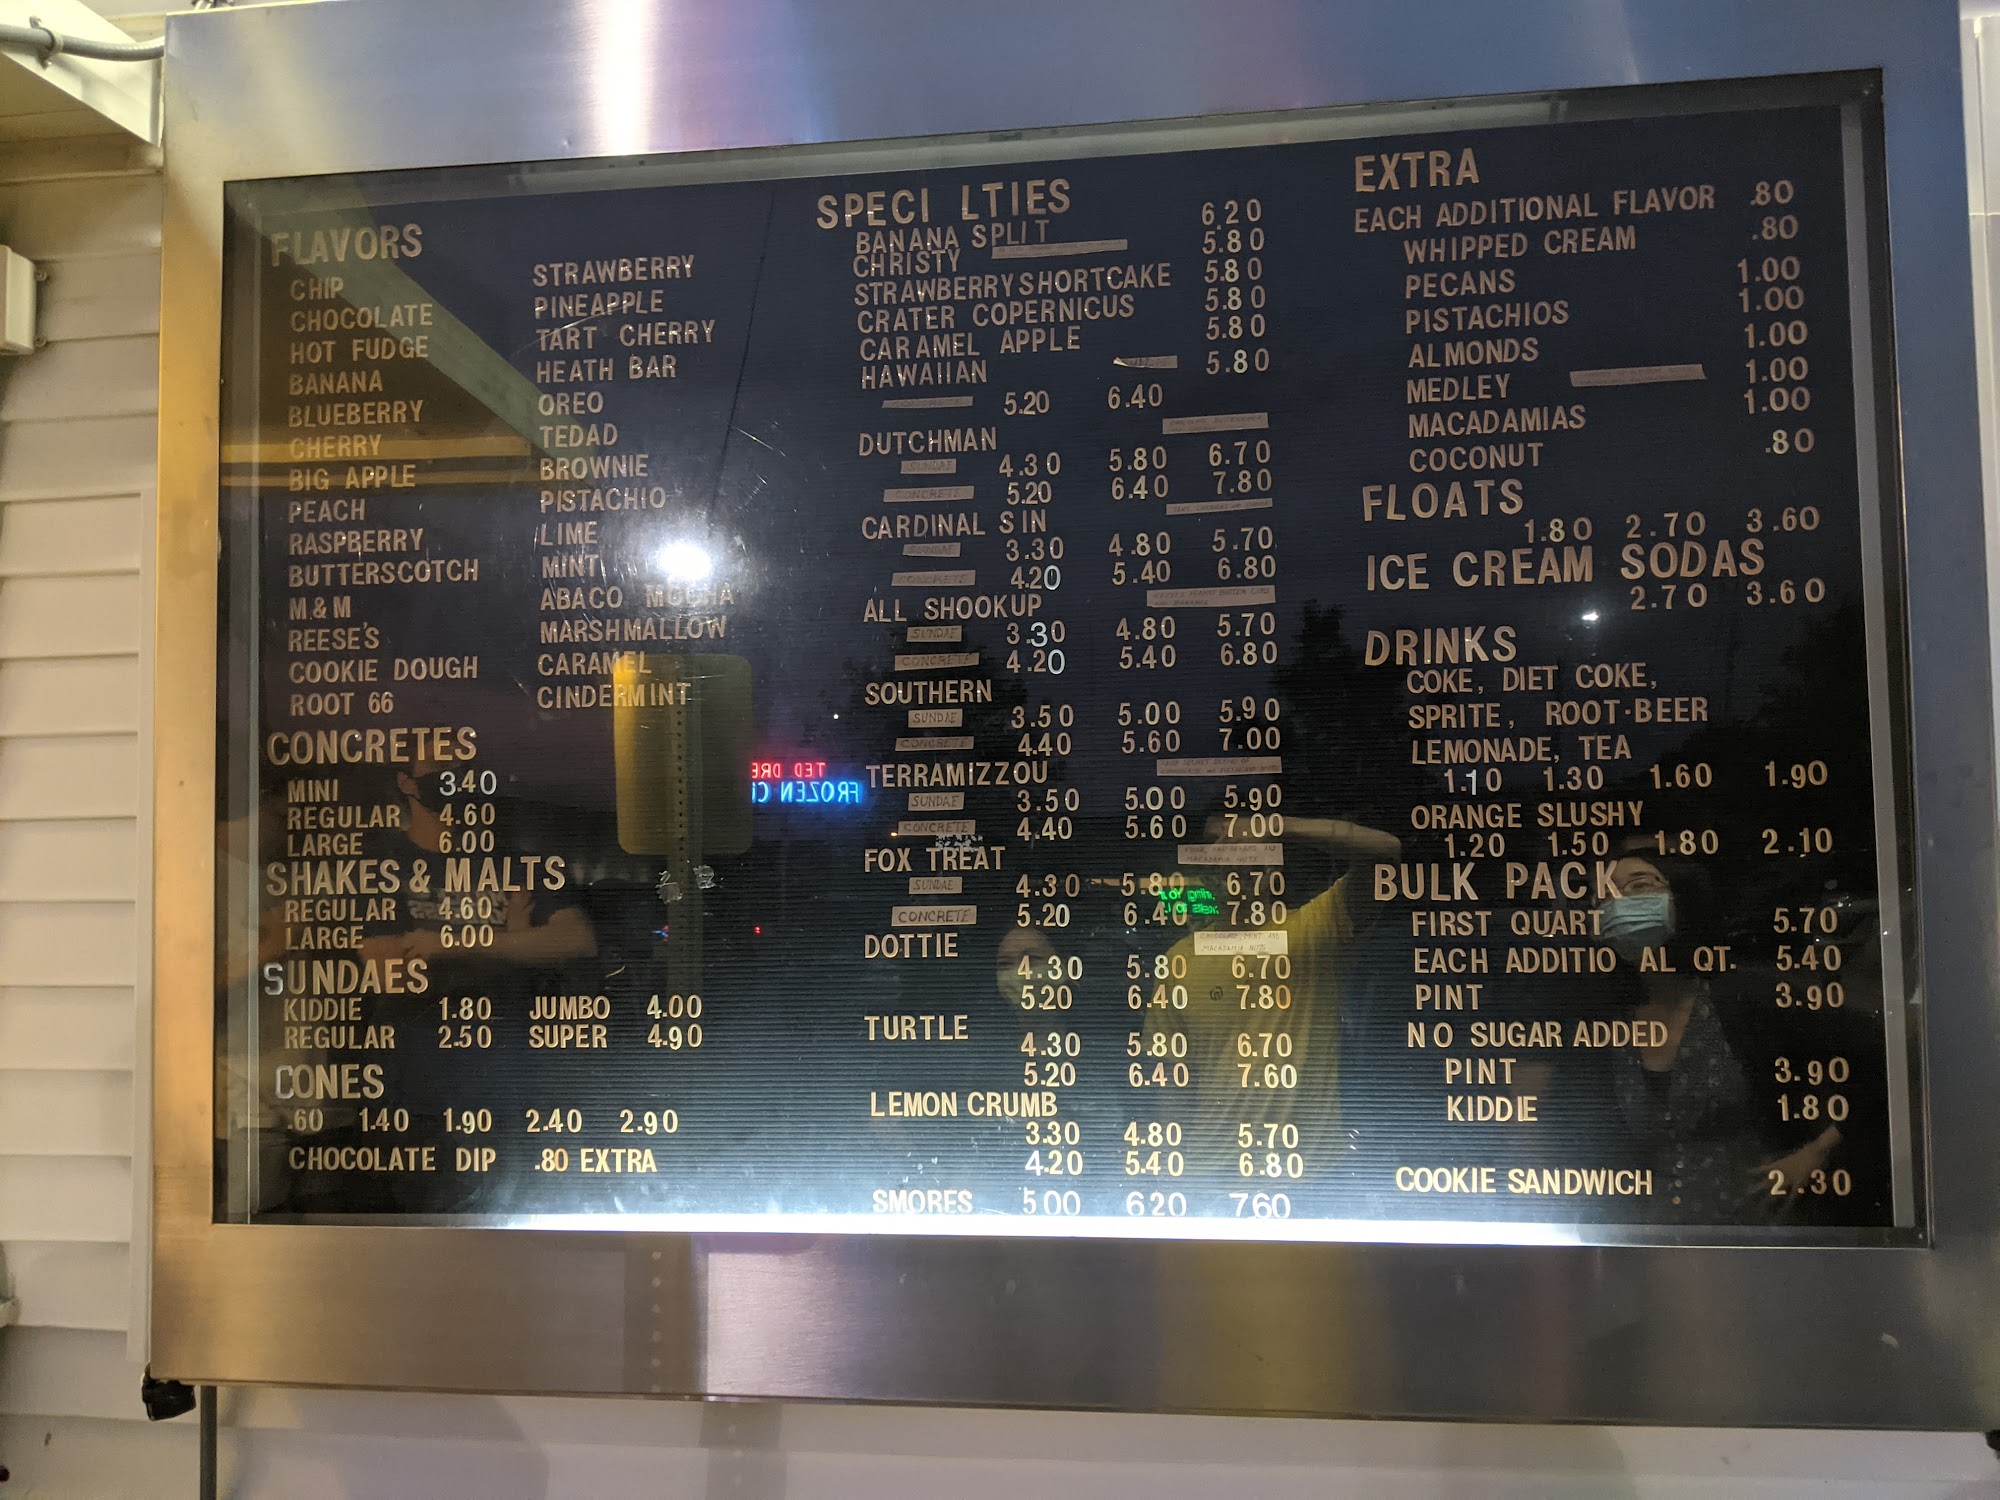 FLAVORS
CHIP
CHOCOLATE
HOT FUDGE
BANANA
BLUEBERRY
CHERRY
BIG APPLE
PEACH
RASPBERRY
BUTTERSCOTCH
M&M
REESE'S
COOKIE DOUGH
ROOT 66
STRAWBERRY
PINEAPPLE
TART CHERRY
HEATH BAR
OREO
TEDAD
BROWNIE
PISTACHIO
LIME
MINT
ABACO MOCHA
MARSHMALLOW
CARAMEL
CINDERMINT
CONCRETES
MINI 3.40
REGULAR 4.60
LARGE 6.00
SHAKES & MALTS
REGULAR 4.60
LARGE 6.00
SUNDAES
KIDDIE 1.80 JUMBO 4.00
REGULAR 2.50 SUPER 4.90
CONES
.60 1.40 1.90 2.40 2.90
CHOCOLATE DIP .80 EXTRA
SPECI LTIES
BANANA SPLIT 6.20
CHRISTY 5.80
STRAWBERRY SHORTCAKE 5.80
CRATER COPERNICUS 5.80
CARAMEL APPLE 5.80
HAWAIIAN 5.80
CONCRETE 5.20 6.40
DUTCHMAN
SUNDAE 4.30 5.80 6.70
CONCRETE 5.20 6.40 7.80
CARDINAL SIN
SUNDAE 3.30 4.80 5.70
CONCRETE 4.20 5.40 6.80
ALL SHOOKUP
SUNDAE 3.30 4.80 5.70
CONCRETE 4.20 5.40 6.80
SOUTHERN
SUNDAE 3.50 5.00 5.90
CONCRETE 4.40 5.60 7.00
TERRAMIZZOU
SUNDAE 3.50 5.00 5.90
CONCRETE 4.40 5.60 7.00
FOX TREAT
MACADAMIA NUTS
SUNDAE 4.30 5.80 6.70
CONCRETE 5.20 6.40 7.80
DOTTIE
CHOCOLATE, MINT AND
MACADAMIA NUTS
4.30 5.80 6.70
5.20 6.40 7.80
TURTLE
4.30 5.80 6.70
5.20 6.40 7.60
LEMON CRUMB
3.30 4.80 5.70
4.20 5.40 6.80
SMORES 5 00 6 20 7 60
EXTRA
EACH ADDITIONAL FLAVOR .80
WHIPPED CREAM .80
PECANS 1.00
PISTACHIOS 1.00
ALMONDS 1.00
MEDLEY 1.00
MACADAMIAS 1.00
COCONUT .80
FLOATS
1.80 2.70 3.60
ICE CREAM SODAS
2.70 3.60
DRINKS
COKE, DIET COKE,
SPRITE, ROOT-BEER
LEMONADE, TEA
1.10 1.30 1.60 1.90
ORANGE SLUSHY
1.20 1.50 1.80 2.10
BULK PACK
FIRST QUART 5.70
EACH ADDITIO AL QT. 5.40
PINT 3.90
NO SUGAR ADDED
PINT 3.90
KIDDIE 1.80
COOKIE SANDWICH 2.30